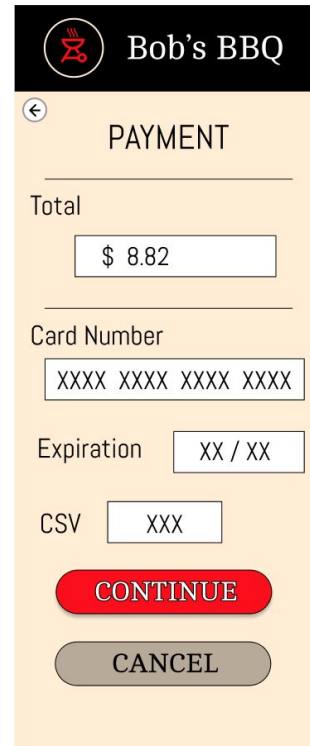 Bob's BBQ
PAYMENT
Total
$ 8.82
Card Number
XXXX XXXX XXXX XXXX
Expiration XX / XX
CSV XXX
CONTINUE
CANCEL